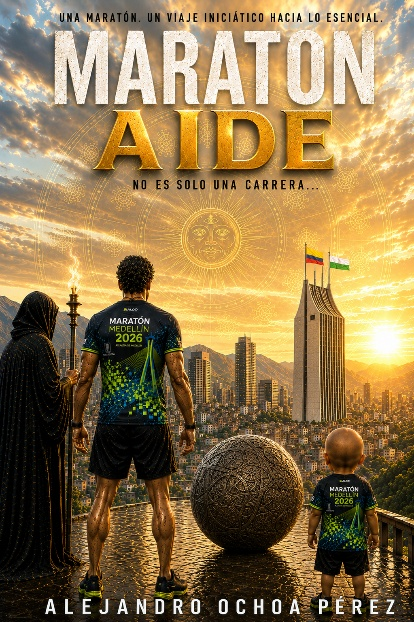 UNA MARATÓN. UN VIAJE INICIÁTICO HACIA LO ESENCIAL.
MARATON
AIDE
NO ES SOLO UNA CARRERA...
MARATÓN
MEDELLÍN
2026
MARATÓN
MEDELLÍN
2026
ALEJANDRO OCHOA PÉREZ